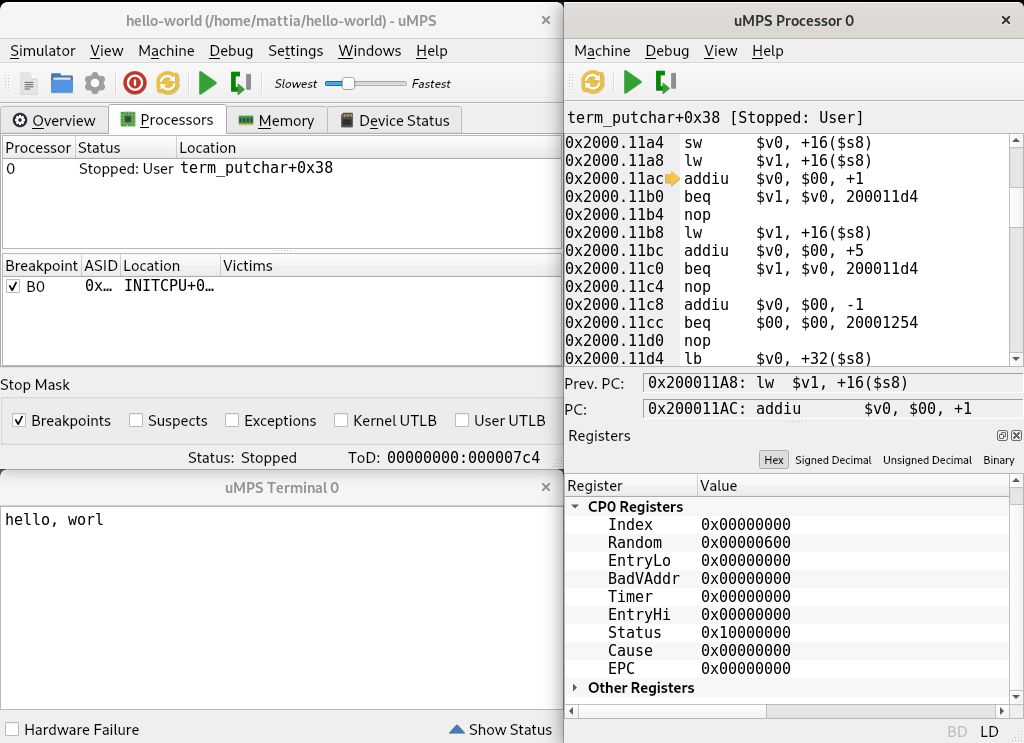 hello-world (/home/mattia/hello-world) - uMPS
Simulator View Machine Debug Settings Windows Help
Slowest Fastest
Overview Processors Memory Device Status
Processor Status Location
0 Stopped: User term_putchar+0x38
Breakpoint ASID Location Victims
B0 0x... INITCPU+0...
Stop Mask
Breakpoints Suspects Exceptions Kernel UTLB User UTLB
Status: Stopped ToD: 00000000:000007c4
uMPS Terminal 0
hello, worl
Hardware Failure Show Status
uMPS Processor 0
Machine Debug View Help
term_putchar+0x38 [Stopped: User]
0x2000.11a4 sw $v0, +16($s8)
0x2000.11a8 lw $v1, +16($s8)
0x2000.11ac addiu $v0, $00, +1
0x2000.11b0 beq $v1, $v0, 200011d4
0x2000.11b4 nop
0x2000.11b8 lw $v1, +16($s8)
0x2000.11bc addiu $v0, $00, +5
0x2000.11c0 beq $v1, $v0, 200011d4
0x2000.11c4 nop
0x2000.11c8 addiu $v0, $00, -1
0x2000.11cc beq $00, $00, 20001254
0x2000.11d0 nop
0x2000.11d4 lb $v0, +32($s8)
Prev. PC: 0x200011A8: lw $v1, +16($s8)
PC: 0x200011AC: addiu $v0, $00, +1
Registers
Hex Signed Decimal Unsigned Decimal Binary
Register Value
CP0 Registers
Index 0x00000000
Random 0x00000600
EntryLo 0x00000000
BadVAddr 0x00000000
Timer 0x00000000
EntryHi 0x00000000
Status 0x10000000
Cause 0x00000000
EPC 0x00000000
Other Registers
BD LD